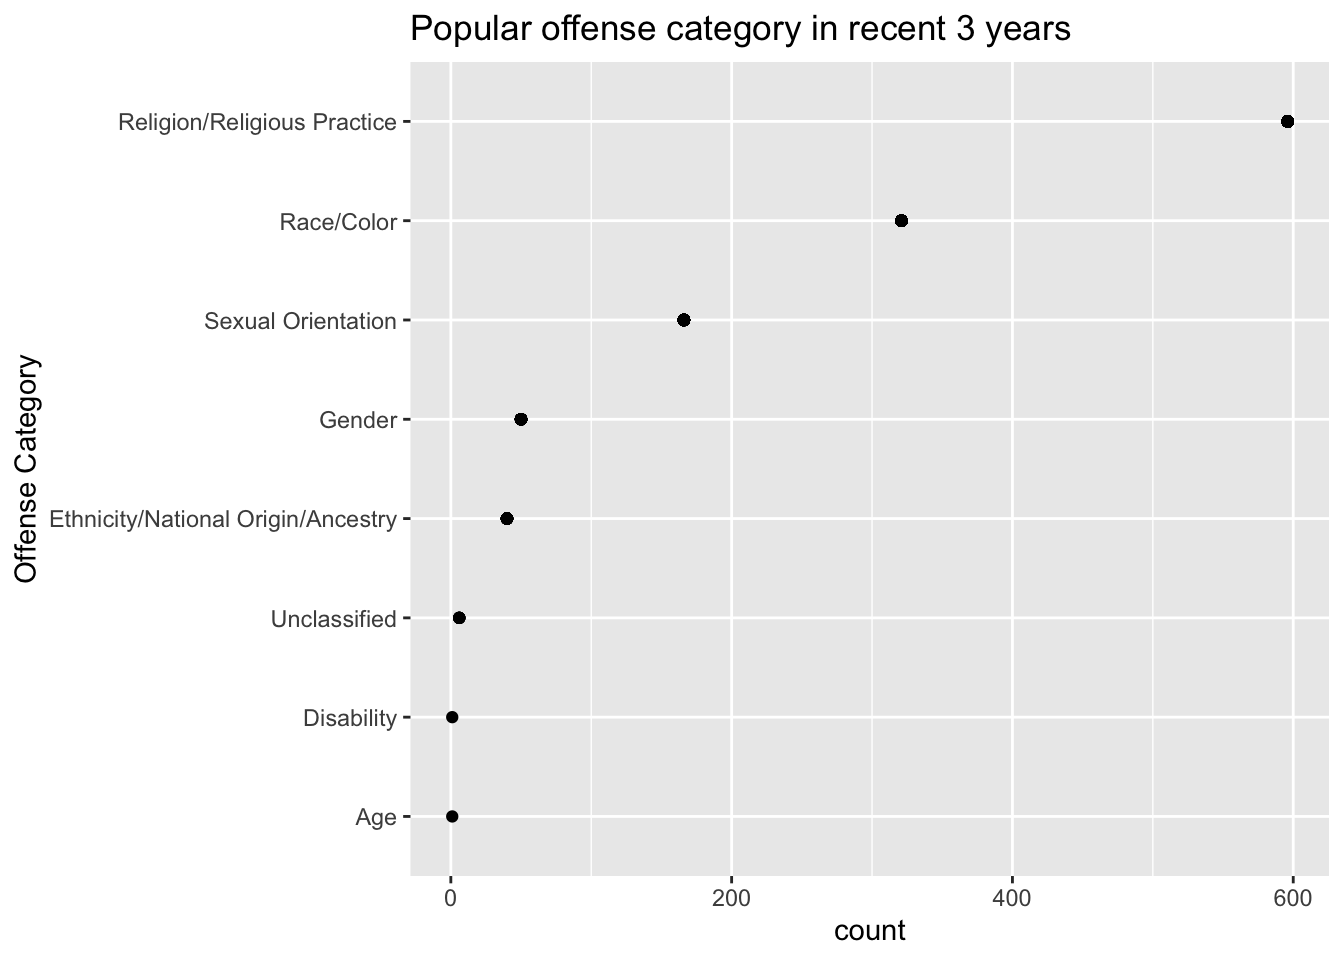 Popular offense category in recent 3 years
Offense Category
Religion/Religious Practice
Race/Color
Sexual Orientation
Gender
Ethnicity/National Origin/Ancestry
Unclassified
Disability
Age
0
200
400
600
count